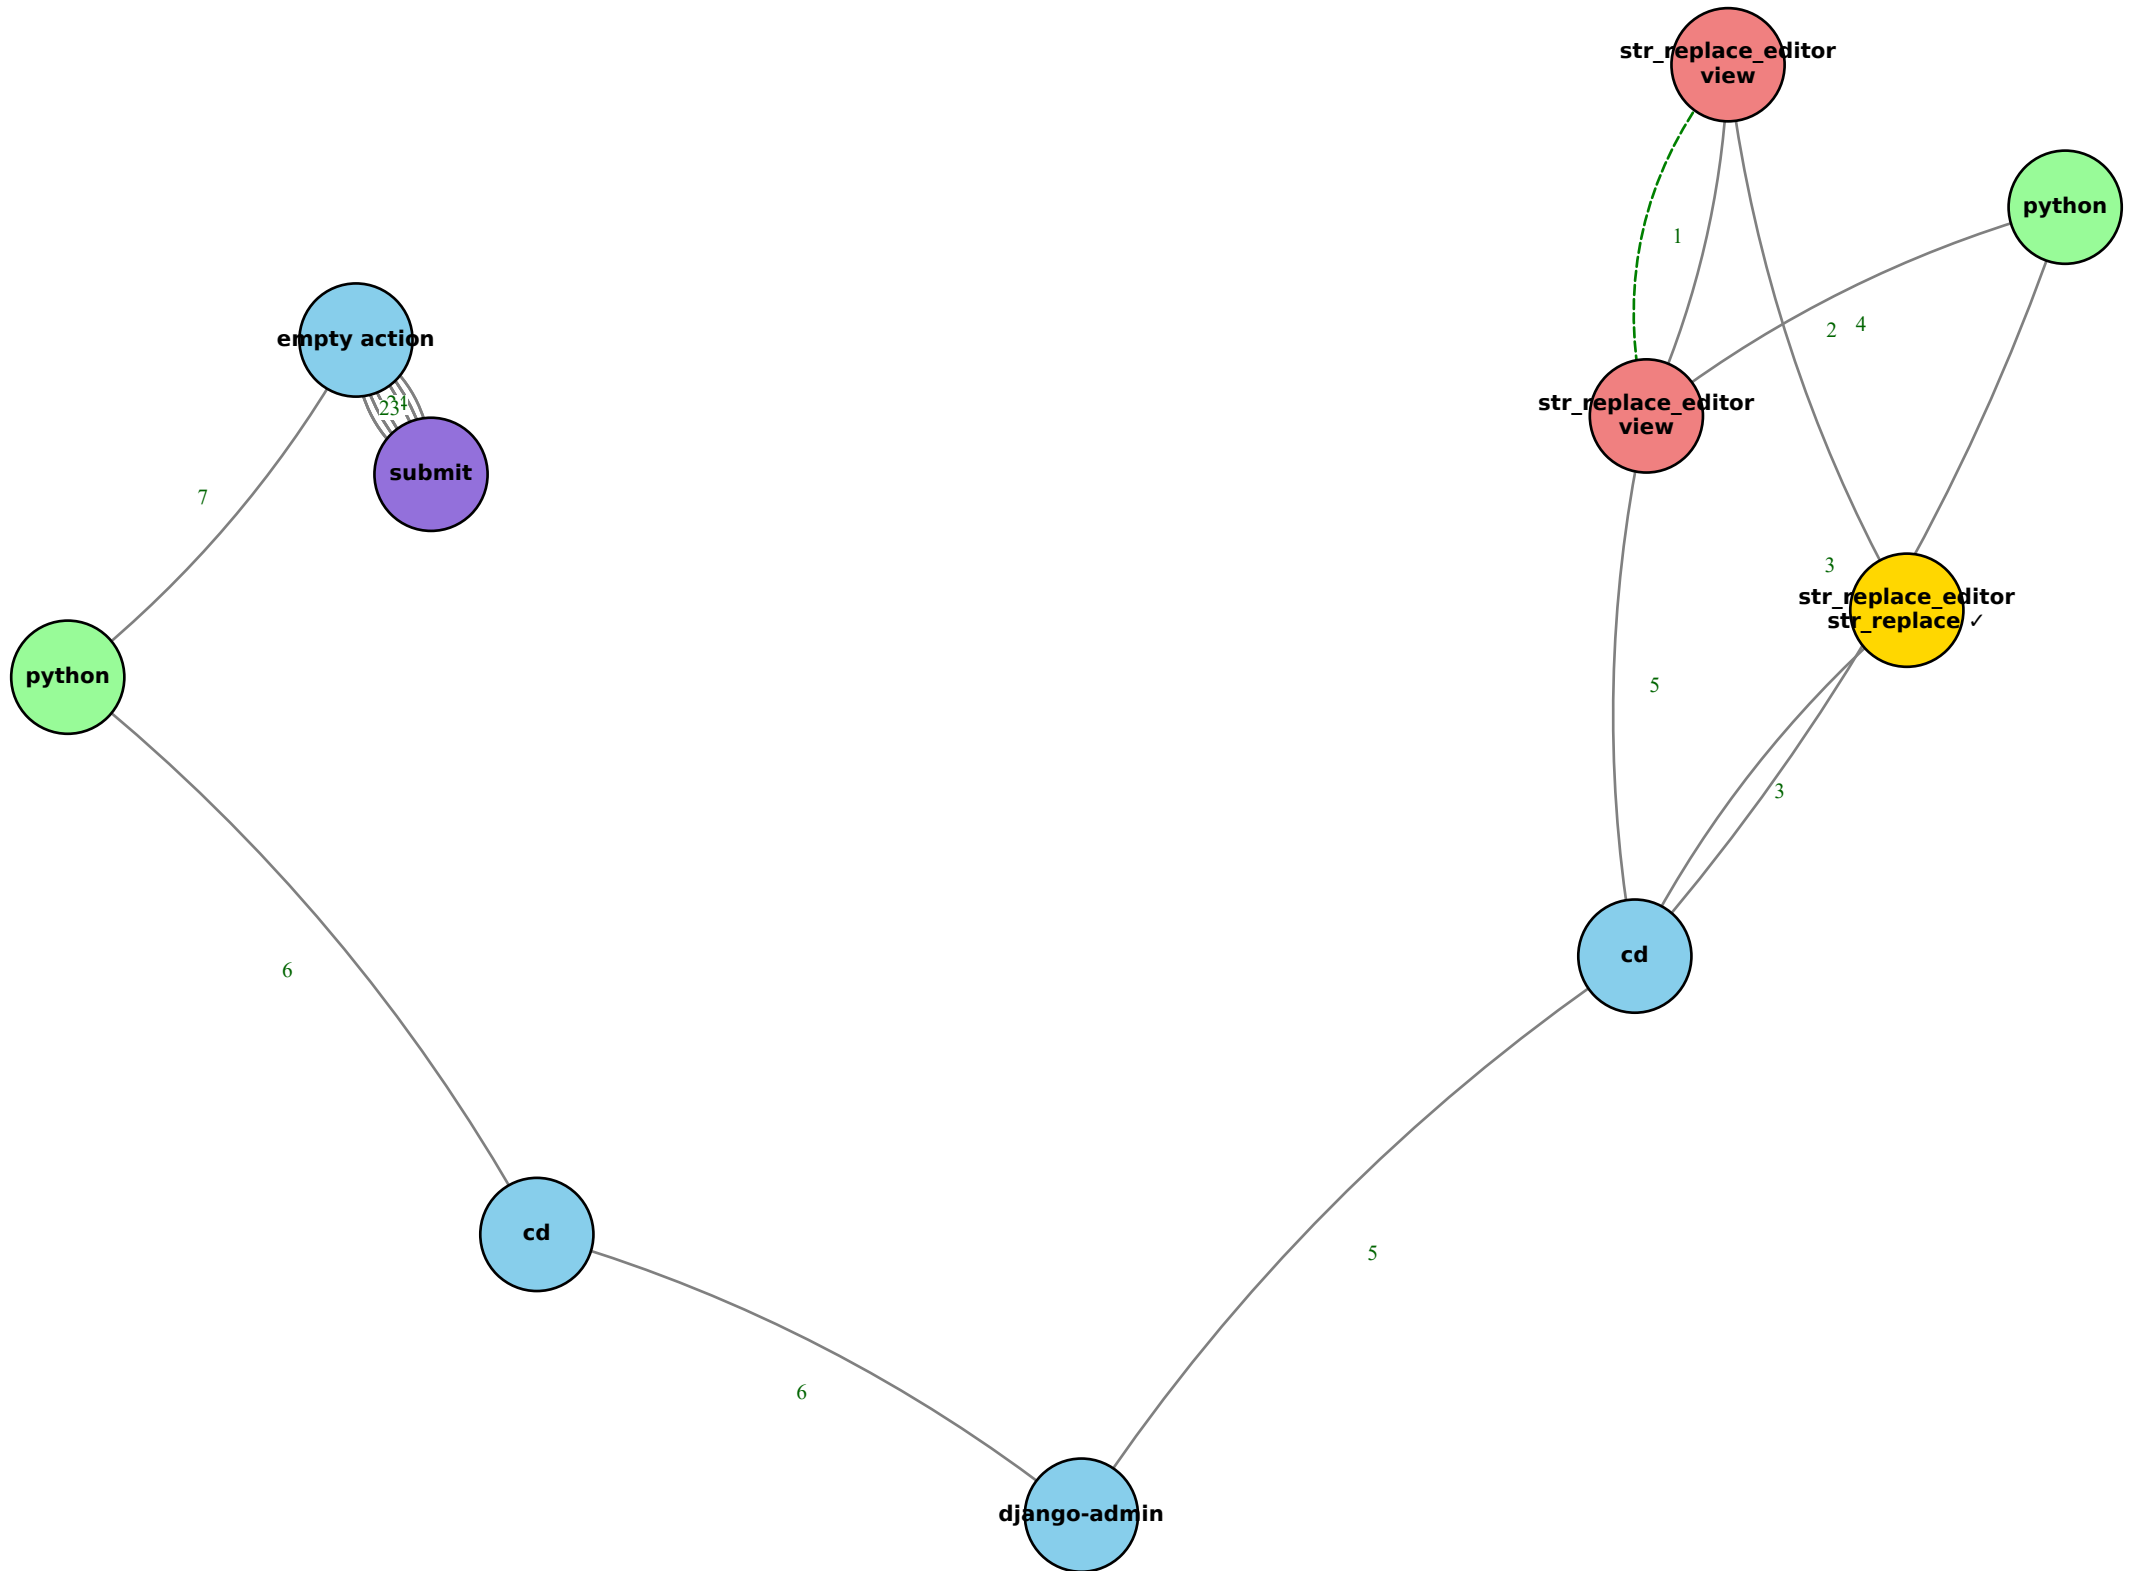 str_replace_editor
view
python
1
2
4
empty action
str_replace_editor
view
submit
7
3
str_replace_editor
str_replace ✓
python
5
3
cd
6
cd
5
6
django-admin